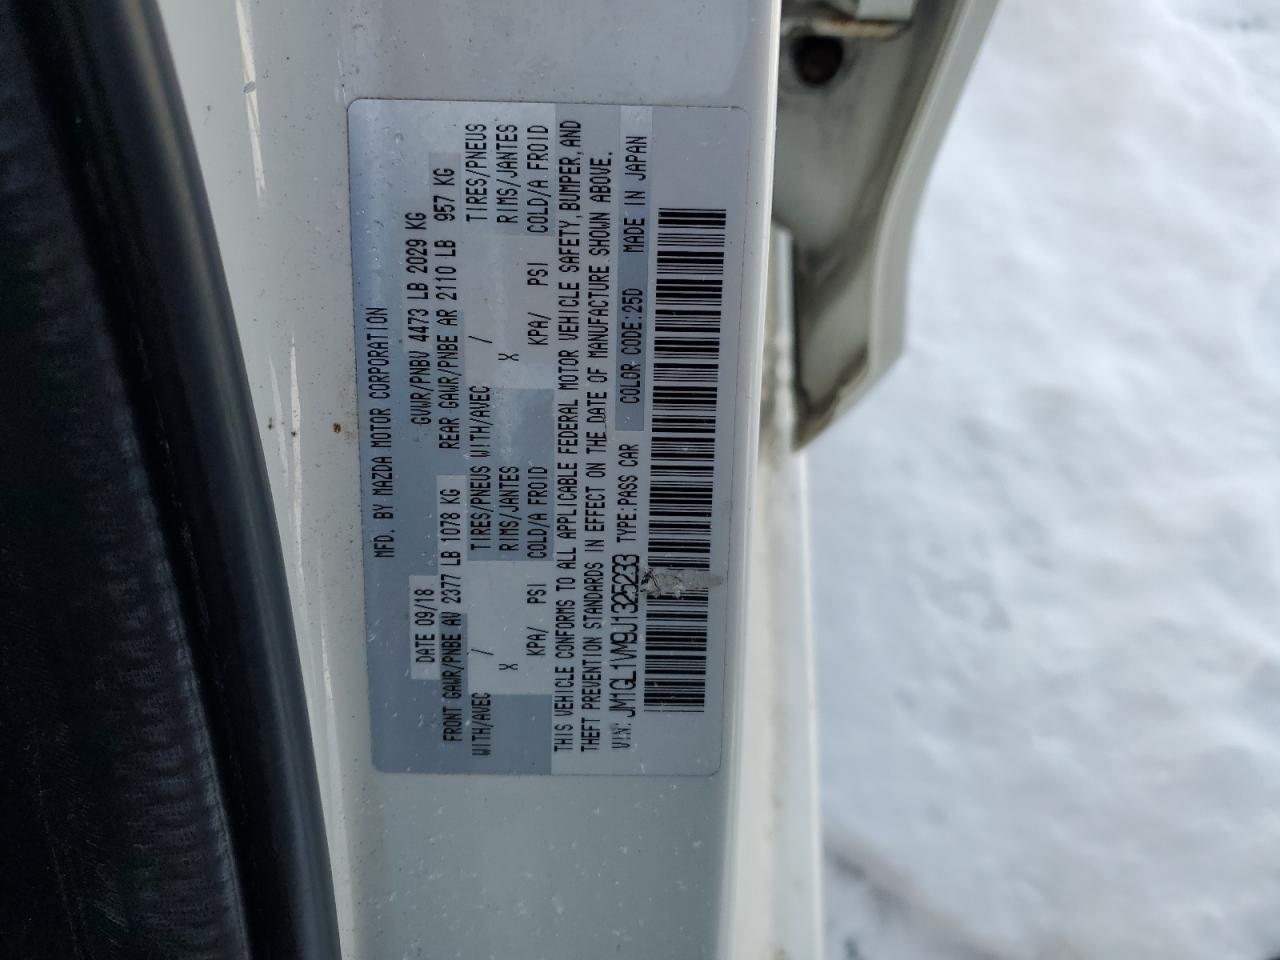 MFD. BY MAZDA MOTOR CORPORATION
DATE 09/18 GVWR/PNBV 4473 LB 2029 KG
FRONT GAWR/PNBE AV 2377 LB 1078 KG REAR GAWR/PNBE AR 2110 LB 957 KG
WITH/AVEC / TIRES/PNEUS WITH/AVEC / TIRES/PNEUS
X RIMS/JANTES X RIMS/JANTES
KPA/ PSI COLD/A FROID KPA/ PSI COLD/A FROID
THIS VEHICLE CONFORMS TO ALL APPLICABLE FEDERAL MOTOR VEHICLE SAFETY, BUMPER, AND
THEFT PREVENTION STANDARDS IN EFFECT ON THE DATE OF MANUFACTURE SHOWN ABOVE.
VIN: JM1GL1VM9J1325233 TYPE:PASS CAR COLOR CODE:25D MADE IN JAPAN